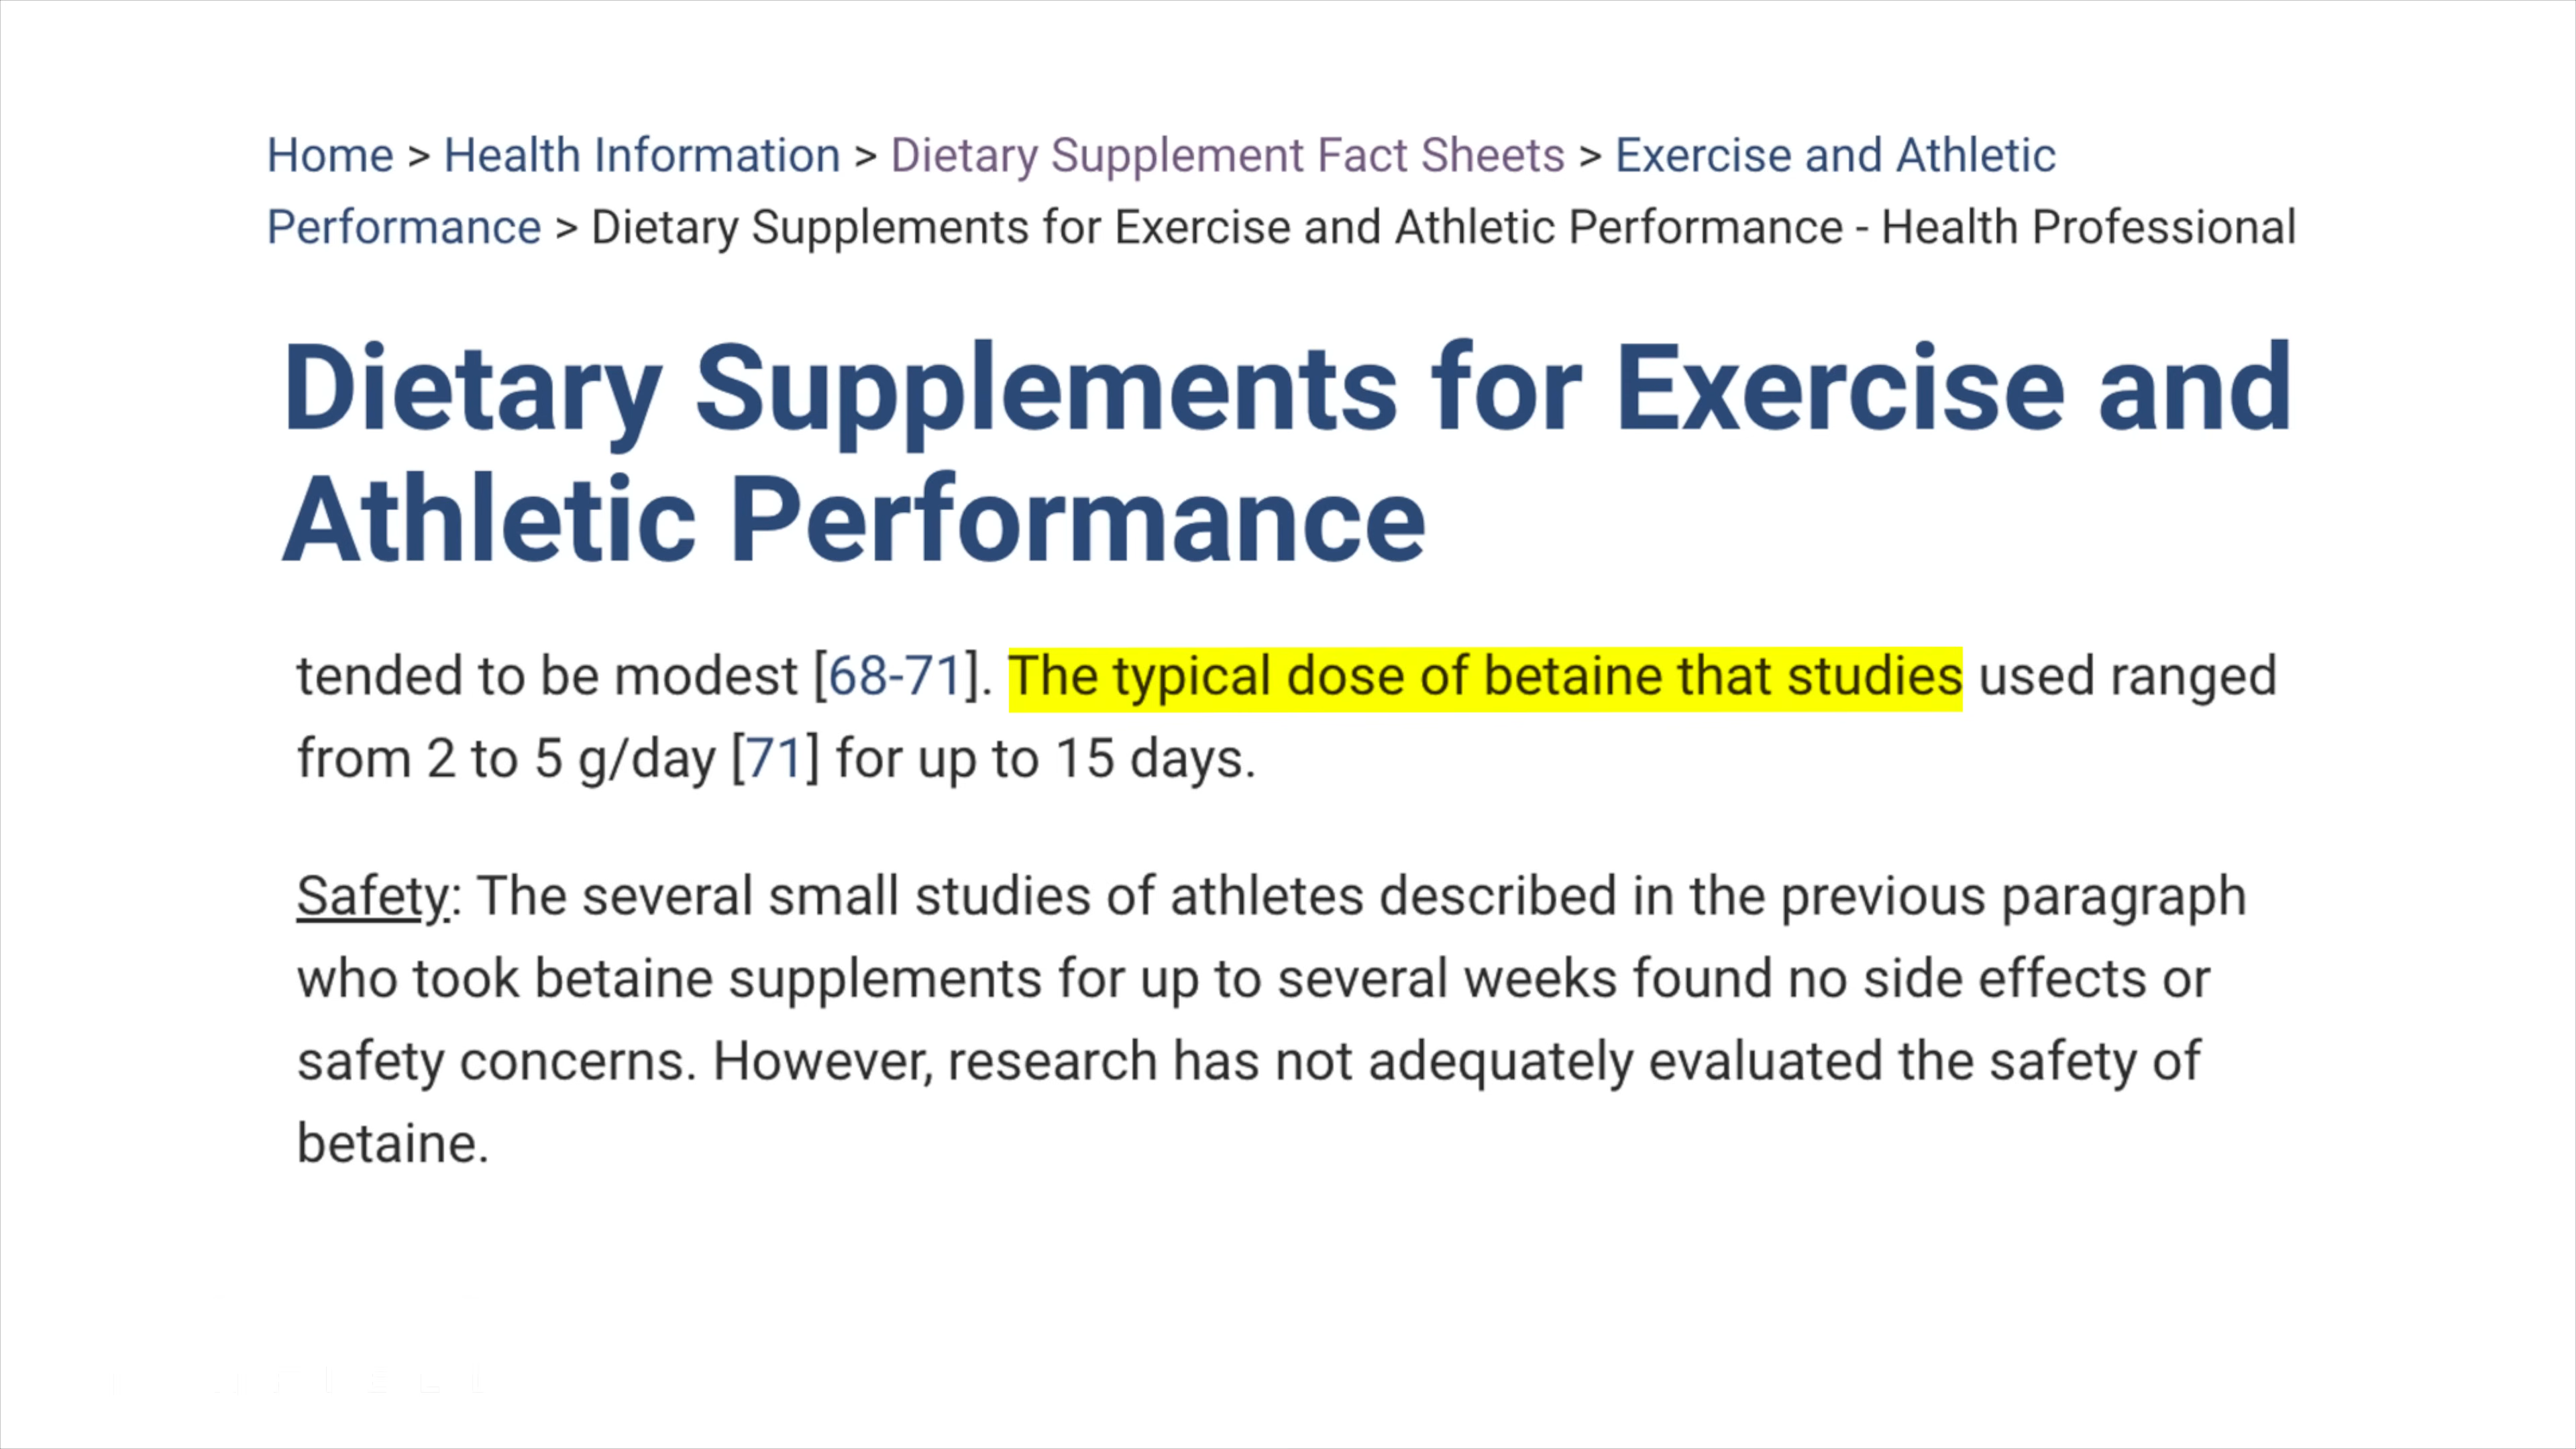 Home > Health Information > Dietary Supplement Fact Sheets > Exercise and Athletic
Performance > Dietary Supplements for Exercise and Athletic Performance - Health Professional
Dietary Supplements for Exercise and
Athletic Performance
tended to be modest [68-71]. The typical dose of betaine that studies used ranged
from 2 to 5 g/day [71] for up to 15 days.
Safety: The several small studies of athletes described in the previous paragraph
who took betaine supplements for up to several weeks found no side effects or
safety concerns. However, research has not adequately evaluated the safety of
betaine.